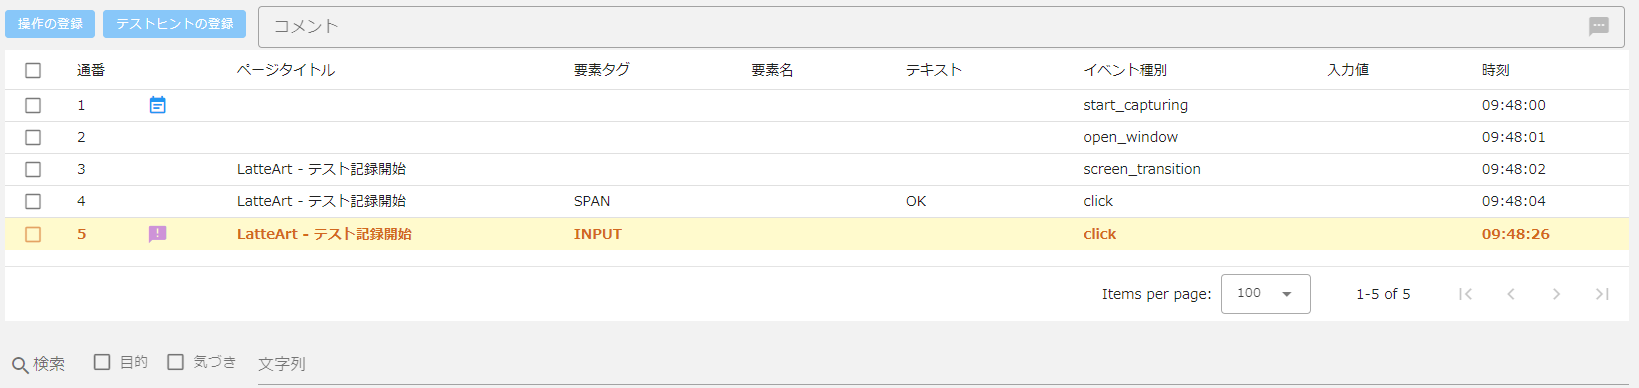 操作の登録 テストヒントの登録 コメント
通番 ページタイトル 要素タグ 要素名 テキスト イベント種別 入力値 時刻
1 start_capturing 09:48:00
2 open_window 09:48:01
3 LatteArt - テスト記録開始 screen_transition 09:48:02
4 LatteArt - テスト記録開始 SPAN OK click 09:48:04
5 LatteArt - テスト記録開始 INPUT click 09:48:26
Items per page: 100 1-5 of 5
検索 目的 気づき 文字列